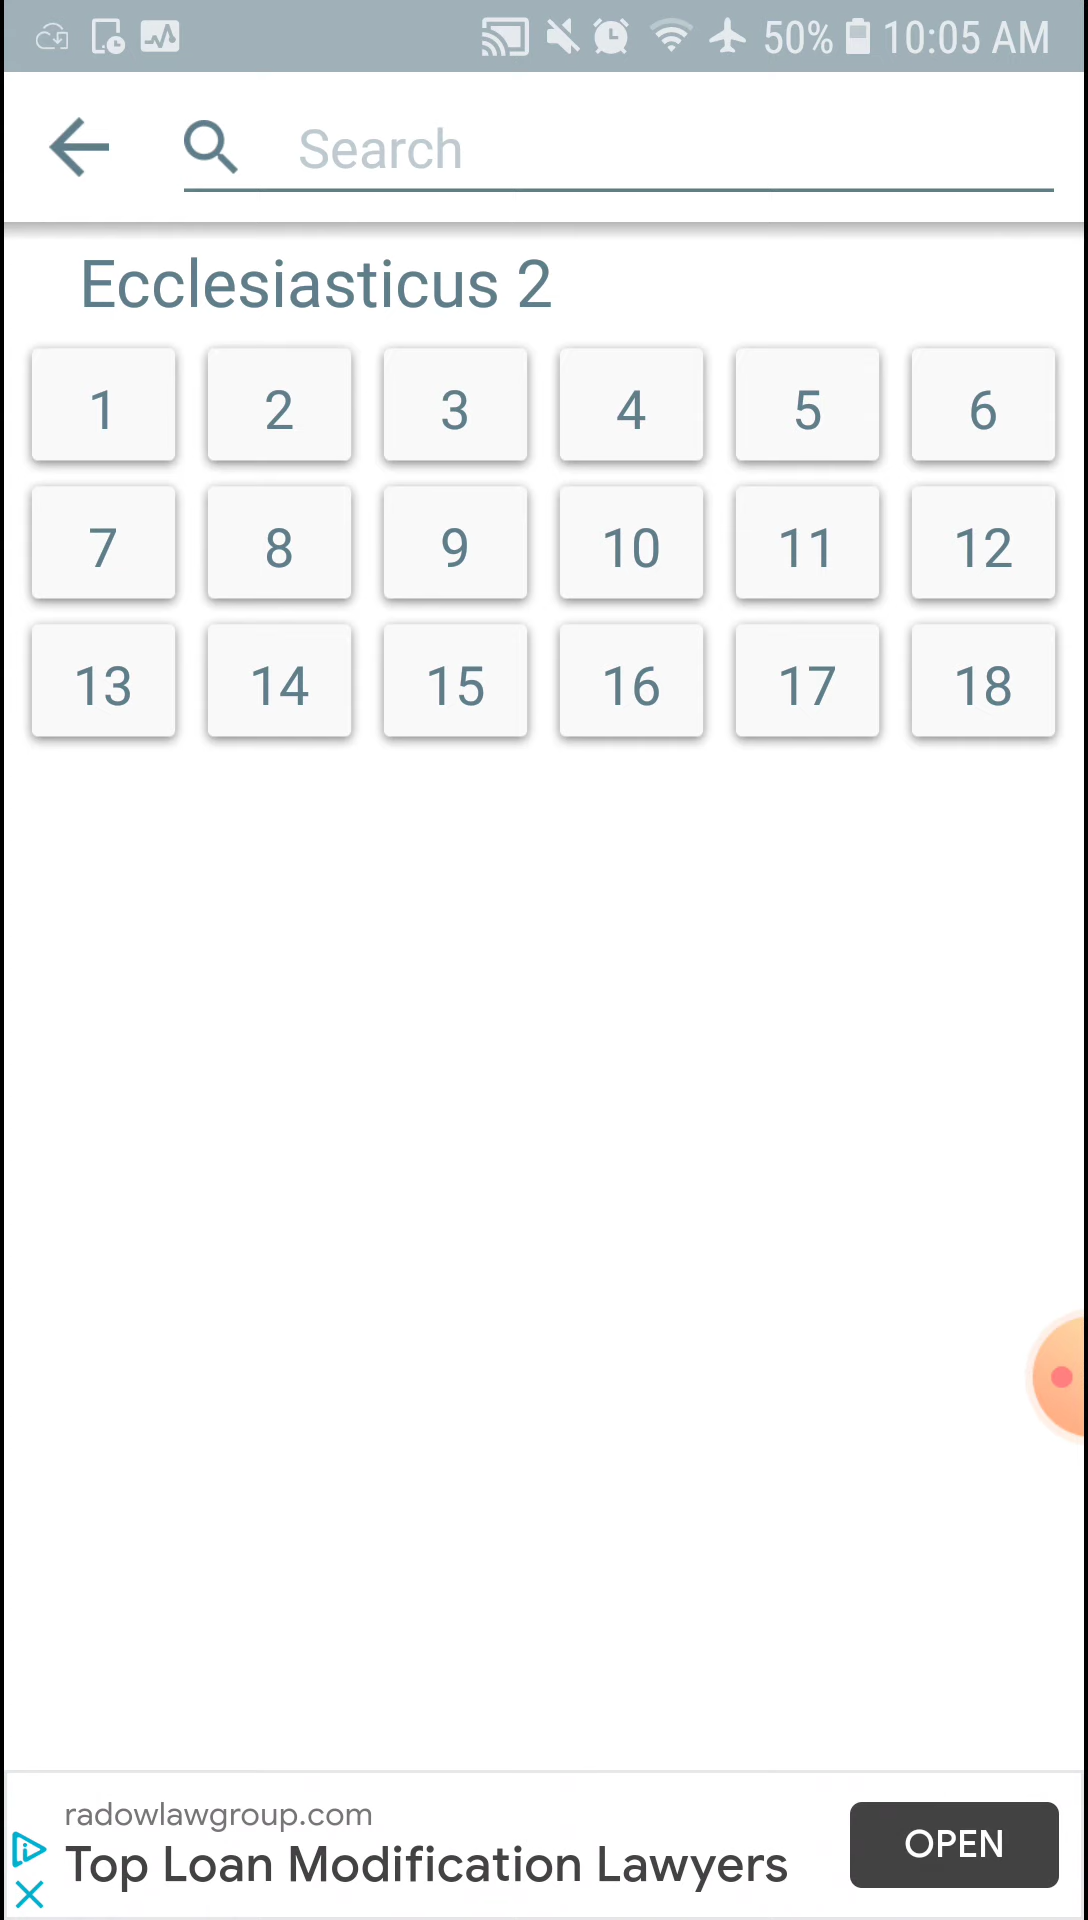 50% 10:05 AM
Search
Ecclesiasticus 2
1 2 3 4 5 6
7 8 9 10 11 12
13 14 15 16 17 18
radowlawgroup.com
Top Loan Modification Lawyers
OPEN